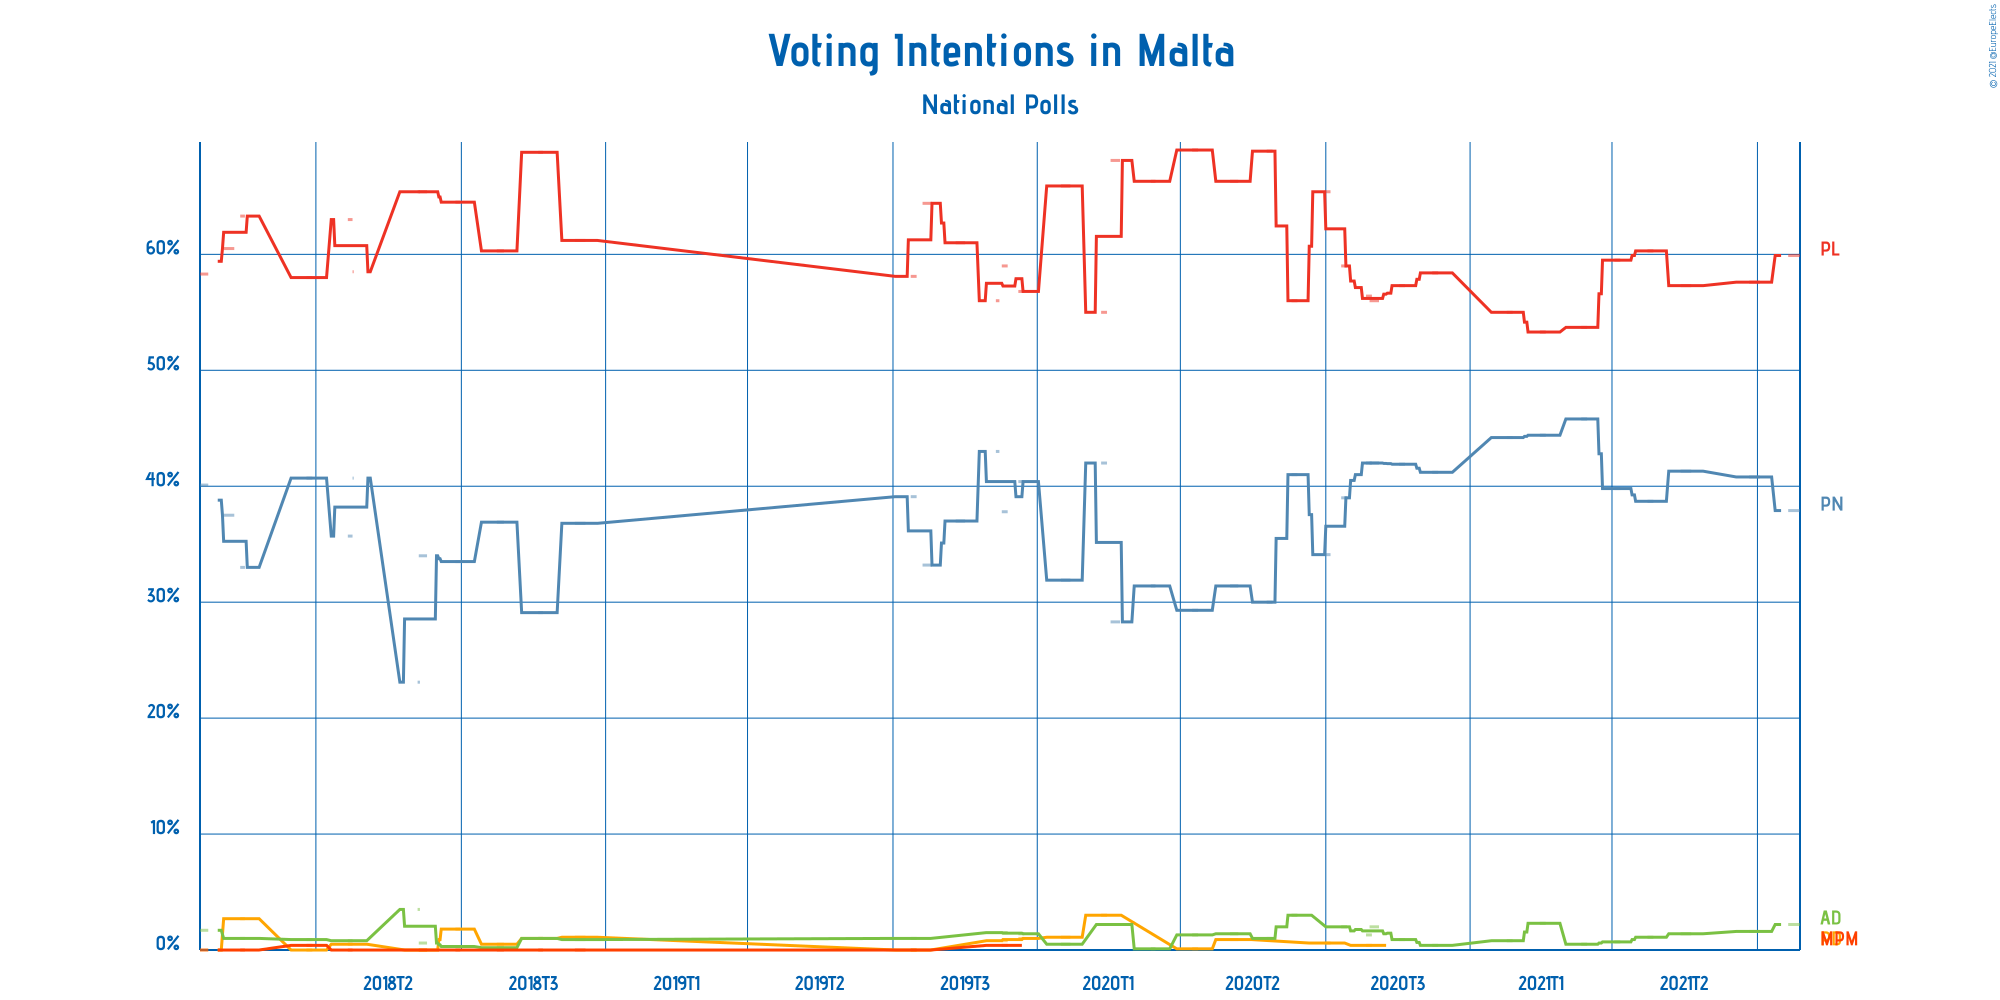 © 2021 @EuropeElects
Voting Intentions in Malta
National Polls
60%
50%
40%
30%
20%
10%
0%
PL
PN
AD
MPM
2018T2
2018T3
2019T1
2019T2
2019T3
2020T1
2020T2
2020T3
2021T1
2021T2